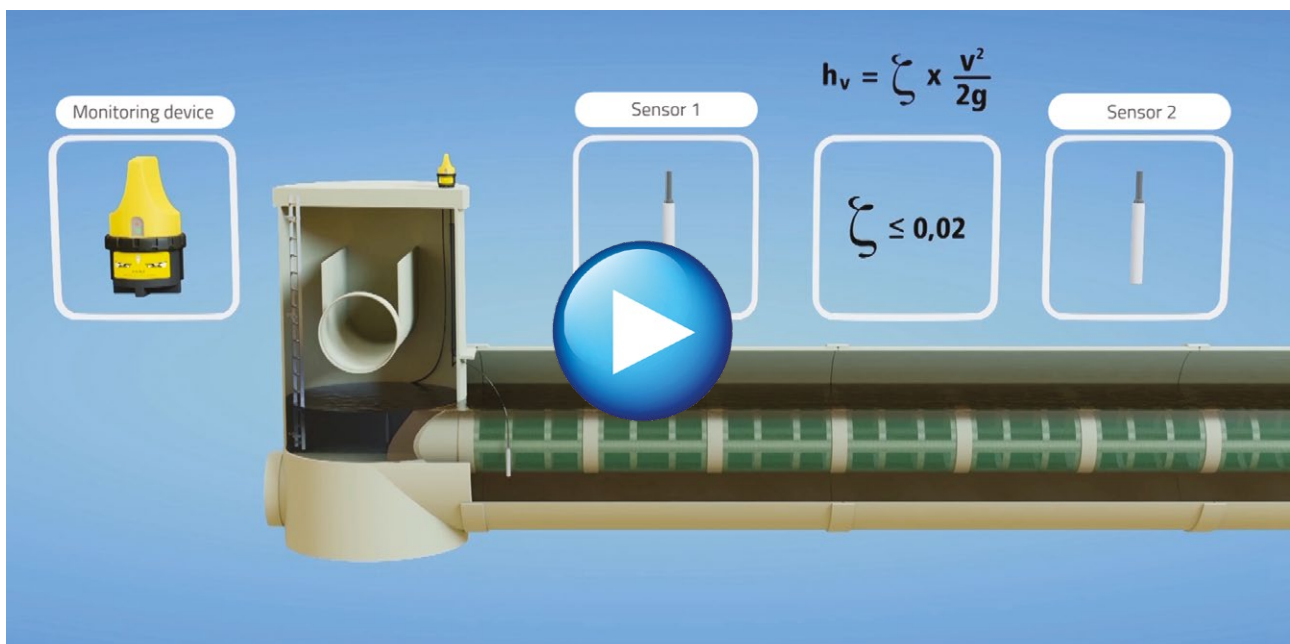 Monitoring device
Sensor 1
hᵥ = ζ x v²/2g
ζ ≤ 0,02
Sensor 2